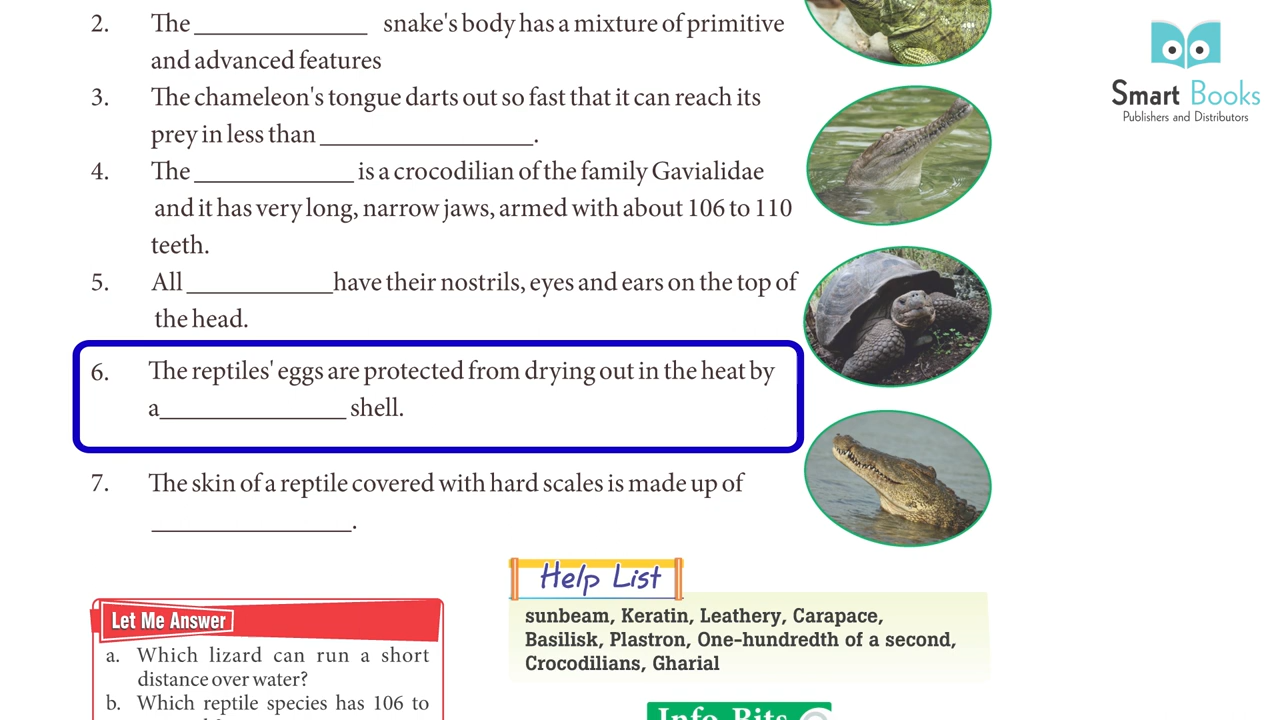 2. The _______________ snake's body has a mixture of primitive
and advanced features
3. The chameleon's tongue darts out so fast that it can reach its
prey in less than __________________.
4. The ______________ is a crocodilian of the family Gavialidae
and it has very long, narrow jaws, armed with about 106 to 110
teeth.
5. All _____________have their nostrils, eyes and ears on the top of
the head.
6. The reptiles' eggs are protected from drying out in the heat by
a________________ shell.
7. The skin of a reptile covered with hard scales is made up of
_________________.
Smart Books
Publishers and Distributors
Help List
sunbeam, Keratin, Leathery, Carapace,
Basilisk, Plastron, One-hundredth of a second,
Crocodilians, Gharial
Let Me Answer
a. Which lizard can run a short
distance over water?
b. Which reptile species has 106 to
Info Bits